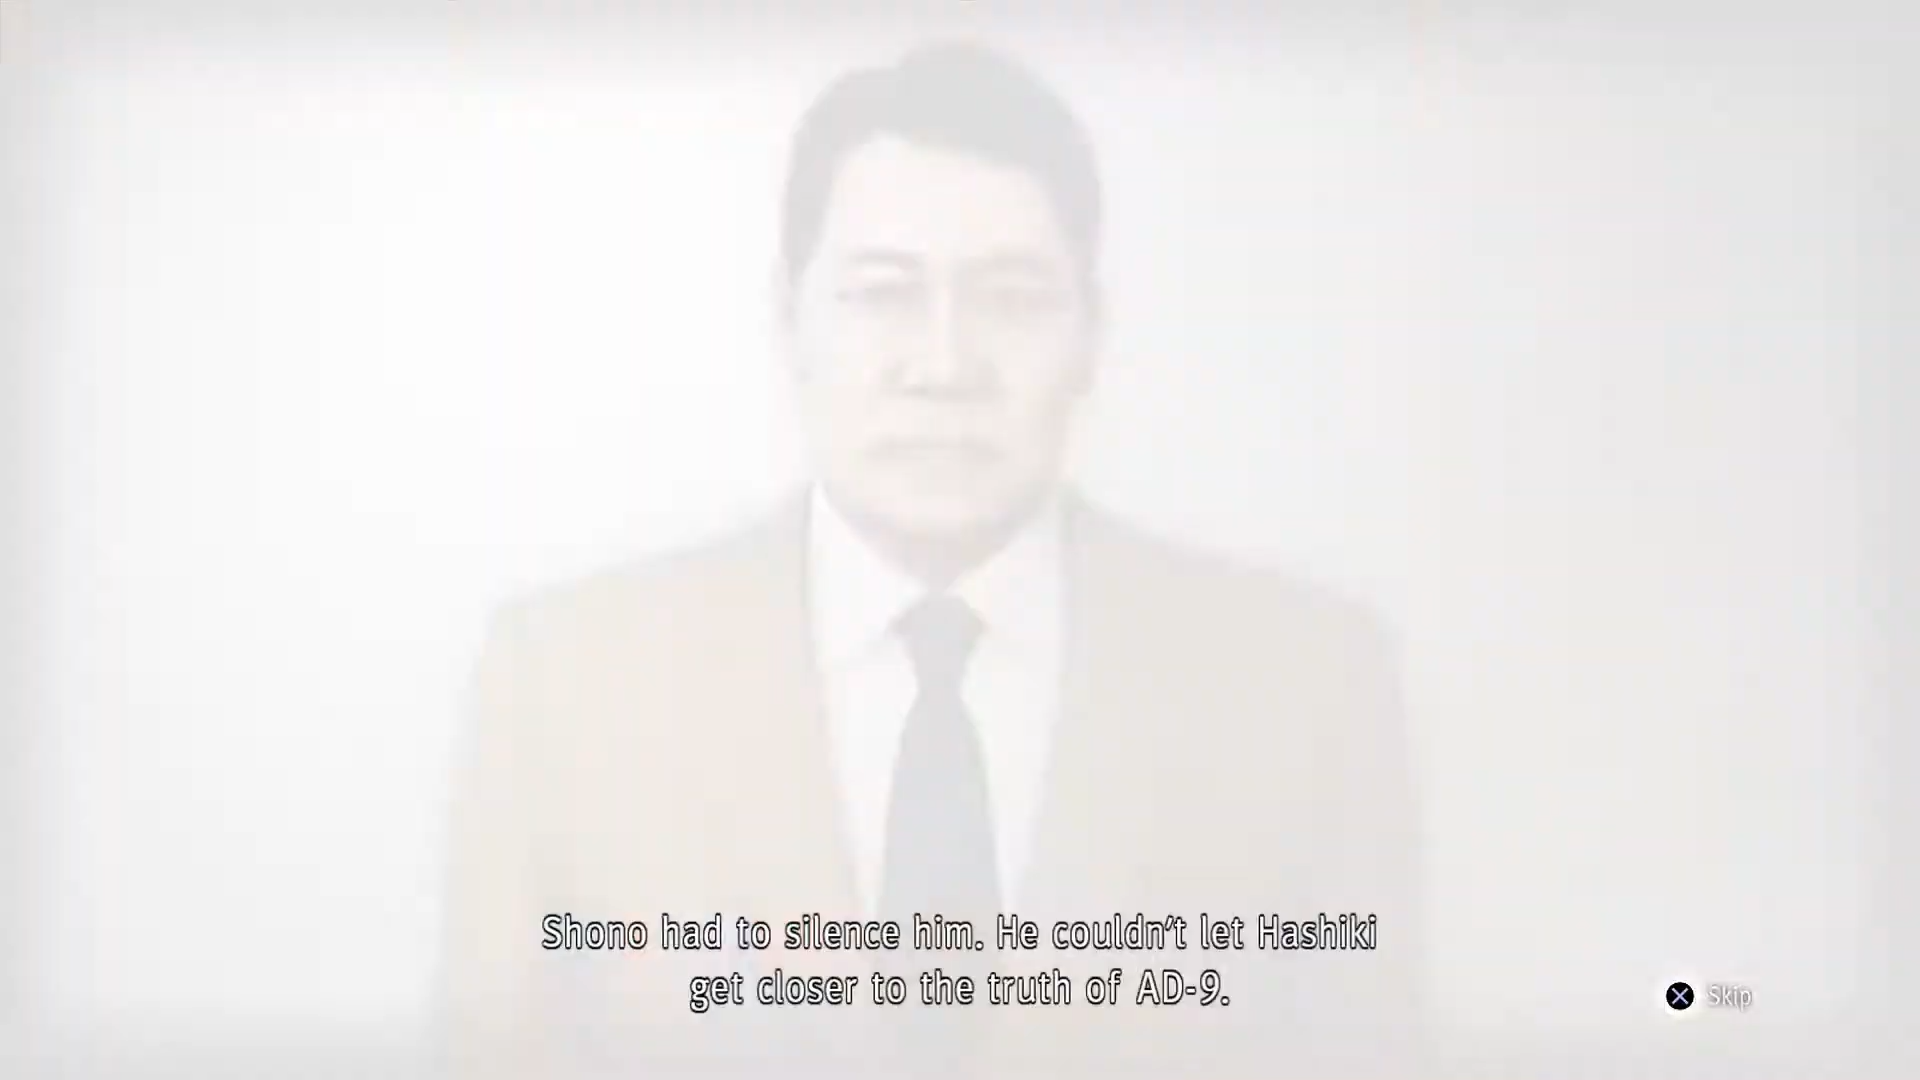 Shono had to silence him. He couldn't let Hashiki
get closer to the truth of AD-9.
Skip